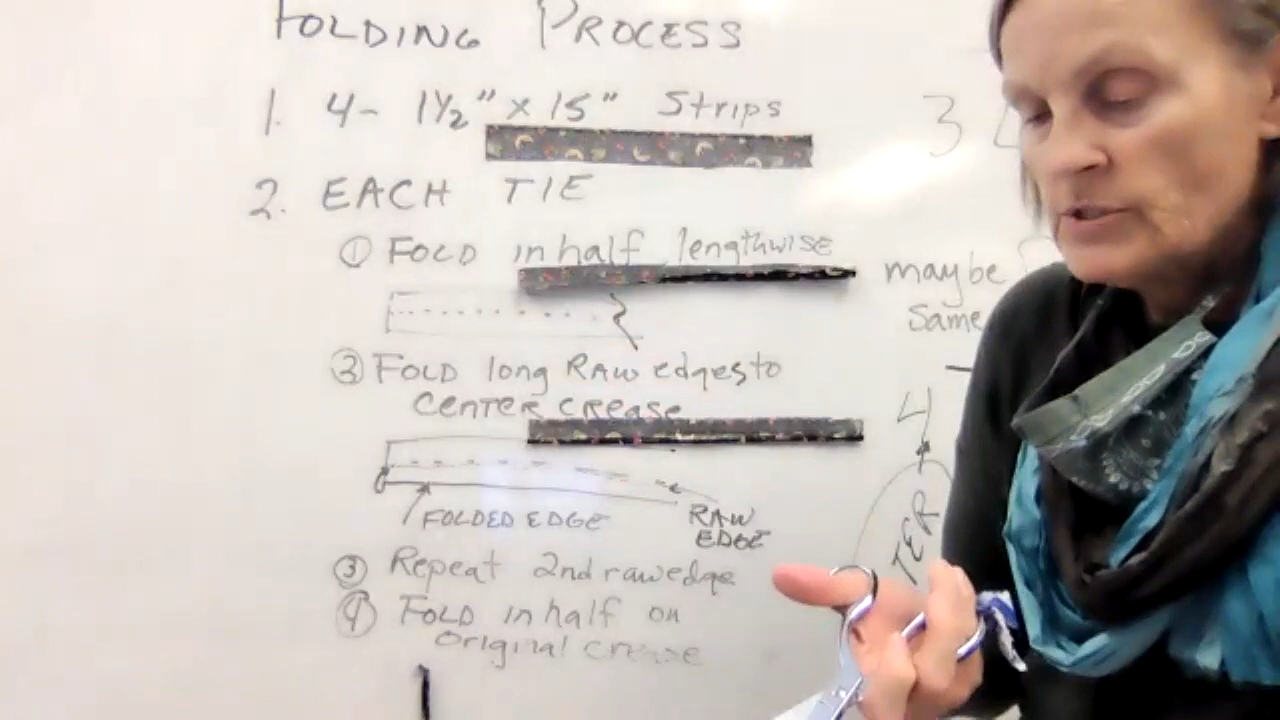 FOLDING PROCESS
1. 4- 1½" x 15" Strips
2. EACH TIE
① FOLD in half lengthwise
② FOLD long RAW edges to
CENTER CREASE
FOLDED EDGE
RAW
EDGE
③ Repeat 2nd raw edge
④ FOLD in half on
Original crease
3
maybe
Same
4
TER